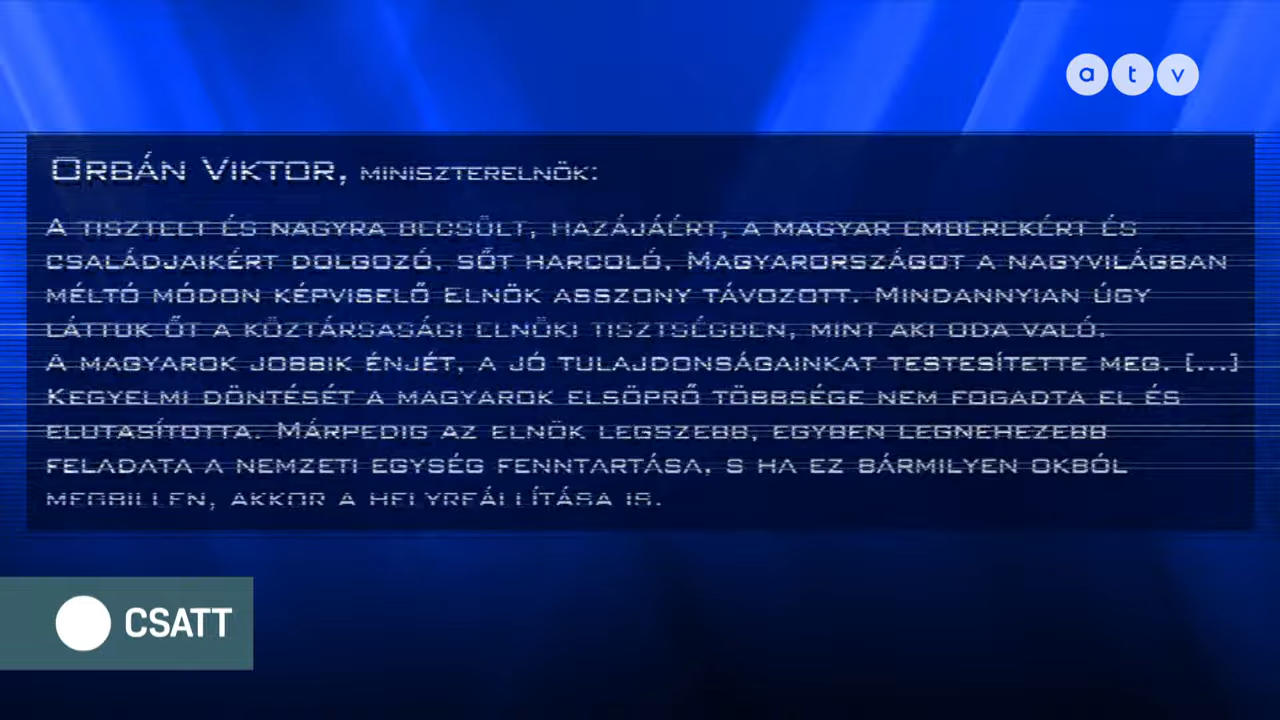 atv
ORBÁN VIKTOR, MINISZTERELNÖK:
A TISZTELT ÉS NAGYRA BECSÜLT, HAZÁJÁÉRT, A MAGYAR EMBEREKÉRT ÉS
CSALÁDJAIKÉRT DOLGOZÓ, SŐT HARCOLÓ, MAGYARORSZÁGOT A NAGYVILÁGBAN
MÉLTÓ MÓDON KÉPVISELŐ ELNÖK ASSZONY TÁVOZOTT. MINDANNYIAN ÚGY
LÁTTUK ŐT A KÖZTÁRSASÁGI ELNÖKI TISZTSÉGBEN, MINT AKI ODA VALÓ.
A MAGYAROK JOBBIK ÉNJÉT, A JÓ TULAJDONSÁGAINKAT TESTESÍTETTE MEG. [...]
KEGYELMI DÖNTÉSÉT A MAGYAROK ELSÖPRŐ TÖBBSÉGE NEM FOGADTA EL ÉS
ELUTASÍTOTTA. MÁRPEDIG AZ ELNÖK LEGSZEBB, EGYBEN LEGNEHEZEBB
FELADATA A NEMZETI EGYSÉG FENNTARTÁSA, S HA EZ BÁRMILYEN OKBÓL
MEGBILLEN, AKKOR A HELYREÁLLÍTÁSA IS.
CSATT